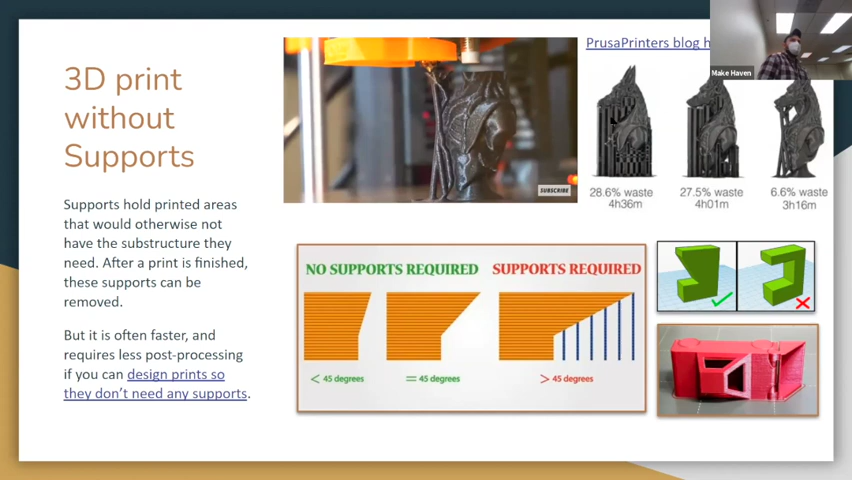 3D print
without
Supports
Supports hold printed areas
that would otherwise not
have the substructure they
need. After a print is finished,
these supports can be
removed.
But it is often faster, and
requires less post-processing
if you can design prints so
they don't need any supports.
SUBSCRIBE
PrusaPrinters blog h
Make Haven
28.6% waste
4h36m
27.5% waste
4h01m
6.6% waste
3h16m
NO SUPPORTS REQUIRED
SUPPORTS REQUIRED
< 45 degrees
= 45 degrees
> 45 degrees